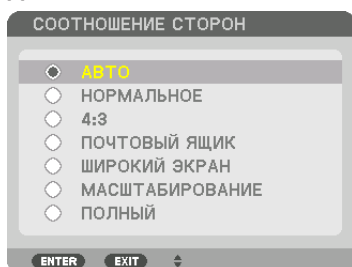 СООТНОШЕНИЕ СТОРОН
АВТО
НОРМАЛЬНОЕ
4:3
ПОЧТОВЫЙ ЯЩИК
ШИРОКИЙ ЭКРАН
МАСШТАБИРОВАНИЕ
ПОЛНЫЙ
ENTER EXIT